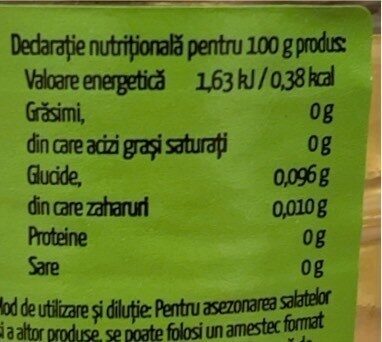 Declarație nutrițională pentru 100 g produs:
Valoare energetică 1,63 kJ / 0,38 kcal
Grăsimi, 0 g
din care acizi grași saturați 0 g
Glucide, 0,096 g
din care zaharuri 0,010 g
Proteine 0 g
Sare 0 g
Mod de utilizare și diluție: Pentru asezonarea salatelor
și a altor produse, se poate folosi un amestec format